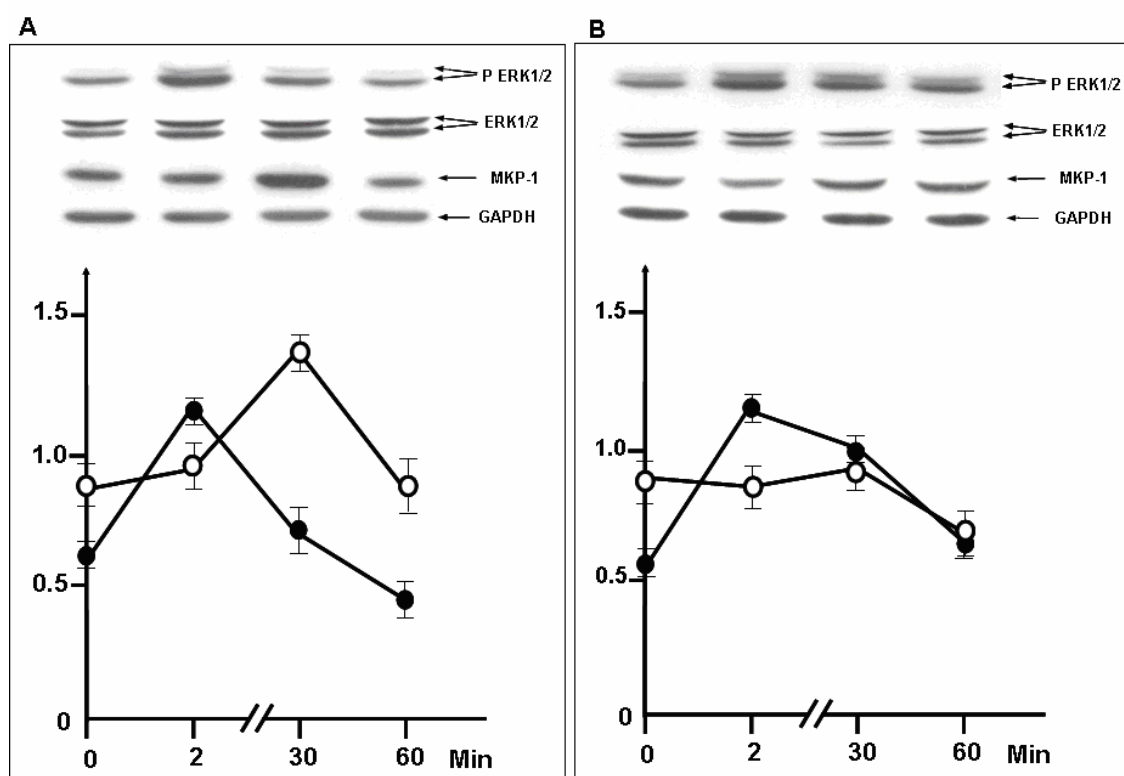 A
P ERK1/2
ERK1/2
MKP-1
GAPDH
1.5
1.0
0.5
0
0 2 30 60 Min
B
P ERK1/2
ERK1/2
MKP-1
GAPDH
1.5
1.0
0.5
0
0 2 30 60 Min